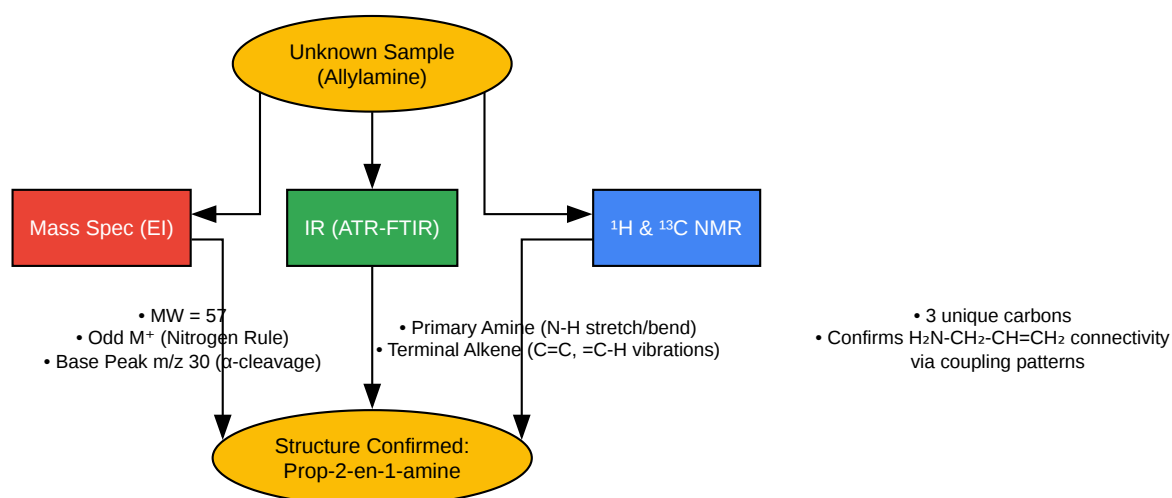 Unknown Sample
(Allylamine)
Mass Spec (EI)
IR (ATR-FTIR)
¹H & ¹³C NMR
• MW = 57
• Odd M⁺ (Nitrogen Rule)
• Base Peak m/z 30 (α-cleavage)
• Primary Amine (N-H stretch/bend)
• Terminal Alkene (C=C, =C-H vibrations)
• 3 unique carbons
• Confirms H₂N-CH₂-CH=CH₂ connectivity
via coupling patterns
Structure Confirmed:
Prop-2-en-1-amine